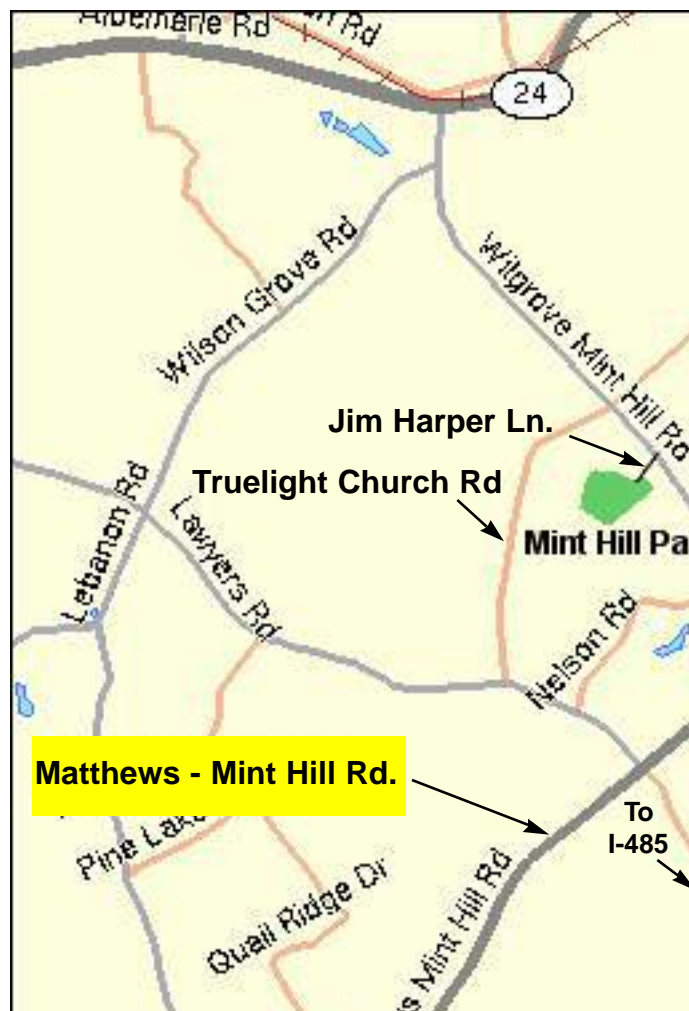 Albemarle Rd
Rd
24
Wilson Grove Rd
Wilgrove Mint Hill Rd
Jim Harper Ln.
Truelight Church Rd
Mint Hill Pa
Lebanon Rd
Lawyers Rd
Nelson Rd
Matthews - Mint Hill Rd.
To
I-485
Pine Lake
Quail Ridge Dr
s Mint Hill Rd